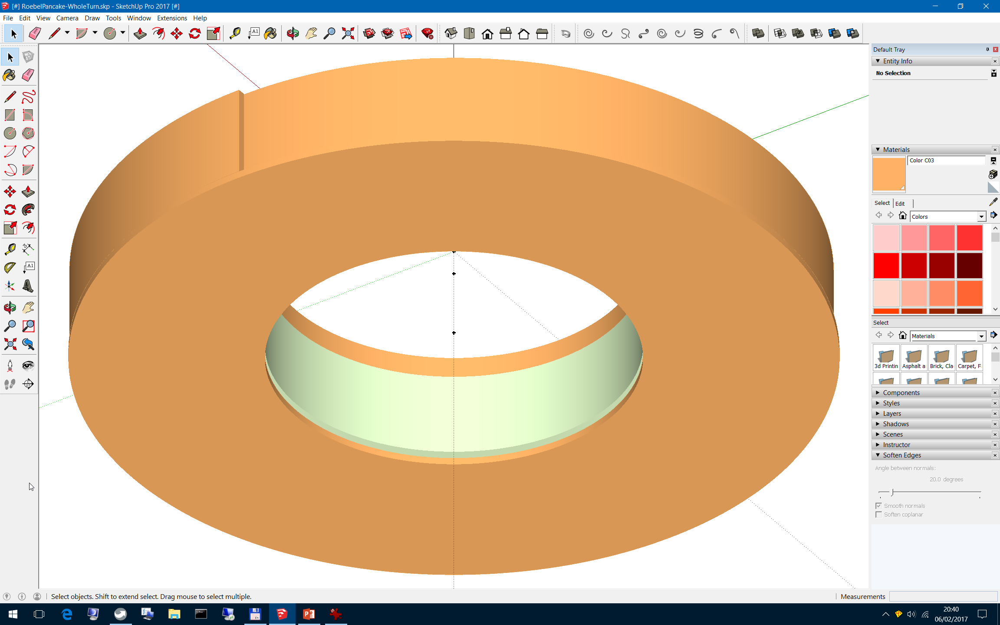 [#] RoebelPancake-WholeTurn.skp - SketchUp Pro 2017 [#]
File Edit View Camera Draw Tools Window Extensions Help
A1
Default Tray
Entity Info
No Selection
Materials
Color C03
Select Edit
Colors
A1
Select
Materials
3d Printin Asphalt a Brick, Cla Carpet, F
Components
Styles
Layers
Shadows
Scenes
Instructor
Soften Edges
Angle between normals:
20.0 degrees
Smooth normals
Soften coplanar
Select objects. Shift to extend select. Drag mouse to select multiple.
Measurements
20:40
06/02/2017